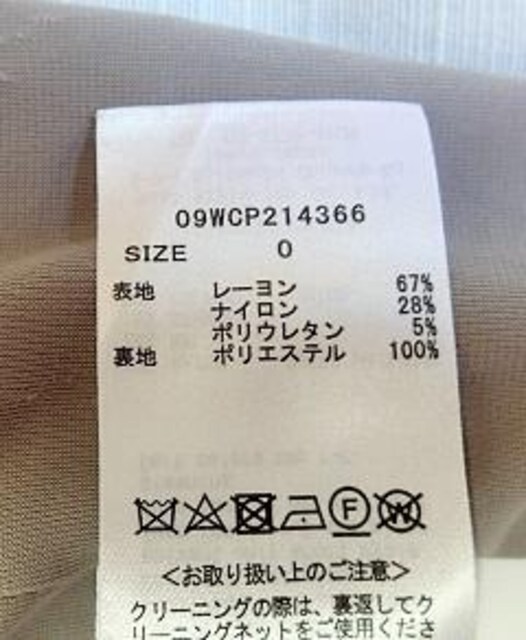 09WCP214366
SIZE 0
表地 レーヨン 67%
ナイロン 28%
ポリウレタン 5%
裏地 ポリエステル 100%
F W
<お取り扱い上のご注意>
クリーニングの際は、裏返してク
リーニングネットをご使用くださ